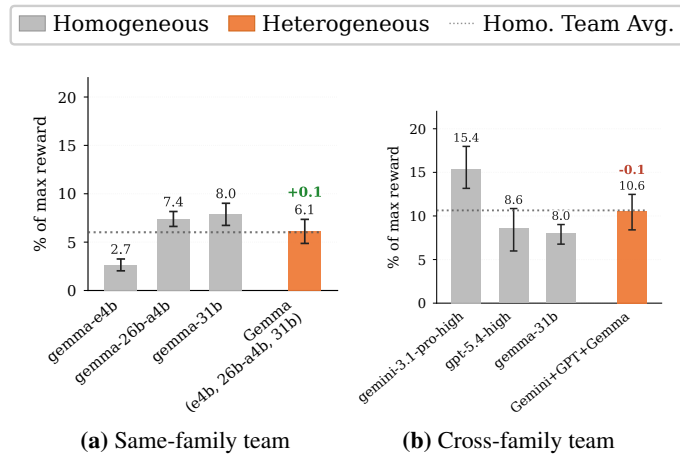 Homogeneous Heterogeneous Homo. Team Avg.
% of max reward
20
15
10
5
0
2.7
7.4
8.0
+0.1
6.1
gemma-e4b
gemma-26b-a4b
gemma-31b
Gemma
(e4b, 26b-a4b, 31b)
(a) Same-family team
% of max reward
20
15
10
5
0
15.4
8.6
8.0
-0.1
10.6
gemini-3.1-pro-high
gpt-5.4-high
gemma-31b
Gemini+GPT+Gemma
(b) Cross-family team